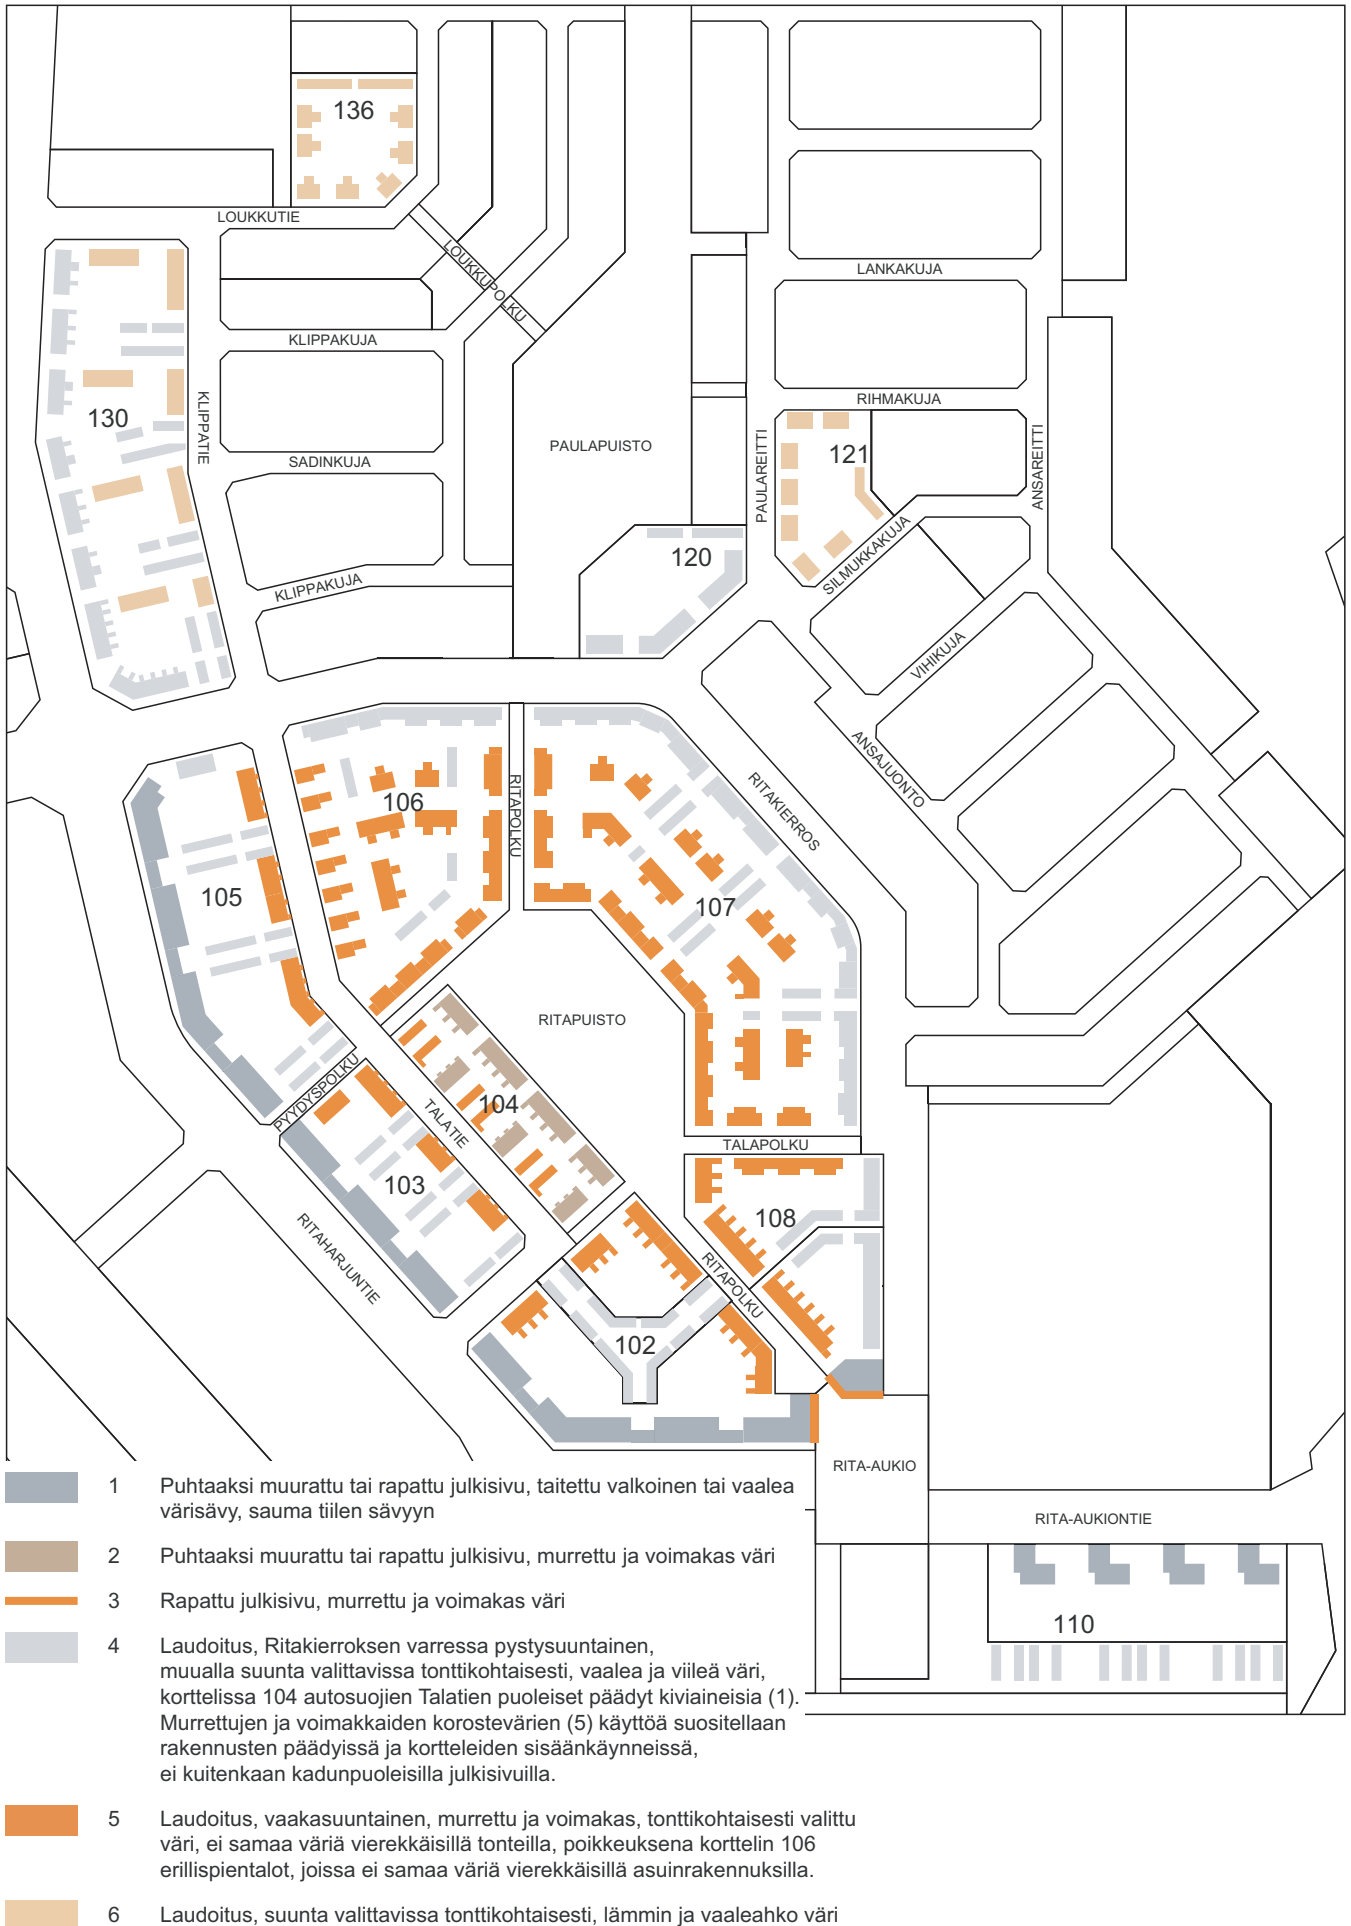 136
LOUKKUTIE
LOUKKUPOLKU
LANKAKUJA
KLIPPAKUJA
KLIPPATIE
130
RIHMAKUJA
PAULAPUISTO
PAULAREITTI
121
ANSAREITTI
SADINKUJA
120
SILMUKKAKUJA
KLIPPAKUJA
VIHIKUJA
ANSAJUONTO
RITAKIERROS
106
RITAPOLKU
105
107
RITAPUISTO
PYYDYSPOLKU
TALATIE
104
TALAPOLKU
103
108
RITAHARJUNTIE
RITAPOLKU
102
RITA-AUKIO
RITA-AUKIONTIE
110
1 Puhtaaksi muurattu tai rapattu julkisivu, taitettu valkoinen tai vaalea
värisävy, sauma tiilen sävyyn
2 Puhtaaksi muurattu tai rapattu julkisivu, murrettu ja voimakas väri
3 Rapattu julkisivu, murrettu ja voimakas väri
4 Laudoitus, Ritakierroksen varressa pystysuuntainen,
muualla suunta valittavissa tonttikohtaisesti, vaalea ja viileä väri,
korttelissa 104 autosuojien Talatien puoleiset päädyt kiviaineisia (1).
Murrettujen ja voimakkaiden korostevärien (5) käyttöä suositellaan
rakennusten päädyissä ja kortteleiden sisäänkäynneissä,
ei kuitenkaan kadunpuoleisilla julkisivuilla.
5 Laudoitus, vaakasuuntainen, murrettu ja voimakas, tonttikohtaisesti valittu
väri, ei samaa väriä vierekkäisillä tonteilla, poikkeuksena korttelin 106
erillispientalot, joissa ei samaa väriä vierekkäisillä asuinrakennuksilla.
6 Laudoitus, suunta valittavissa tonttikohtaisesti, lämmin ja vaaleahko väri